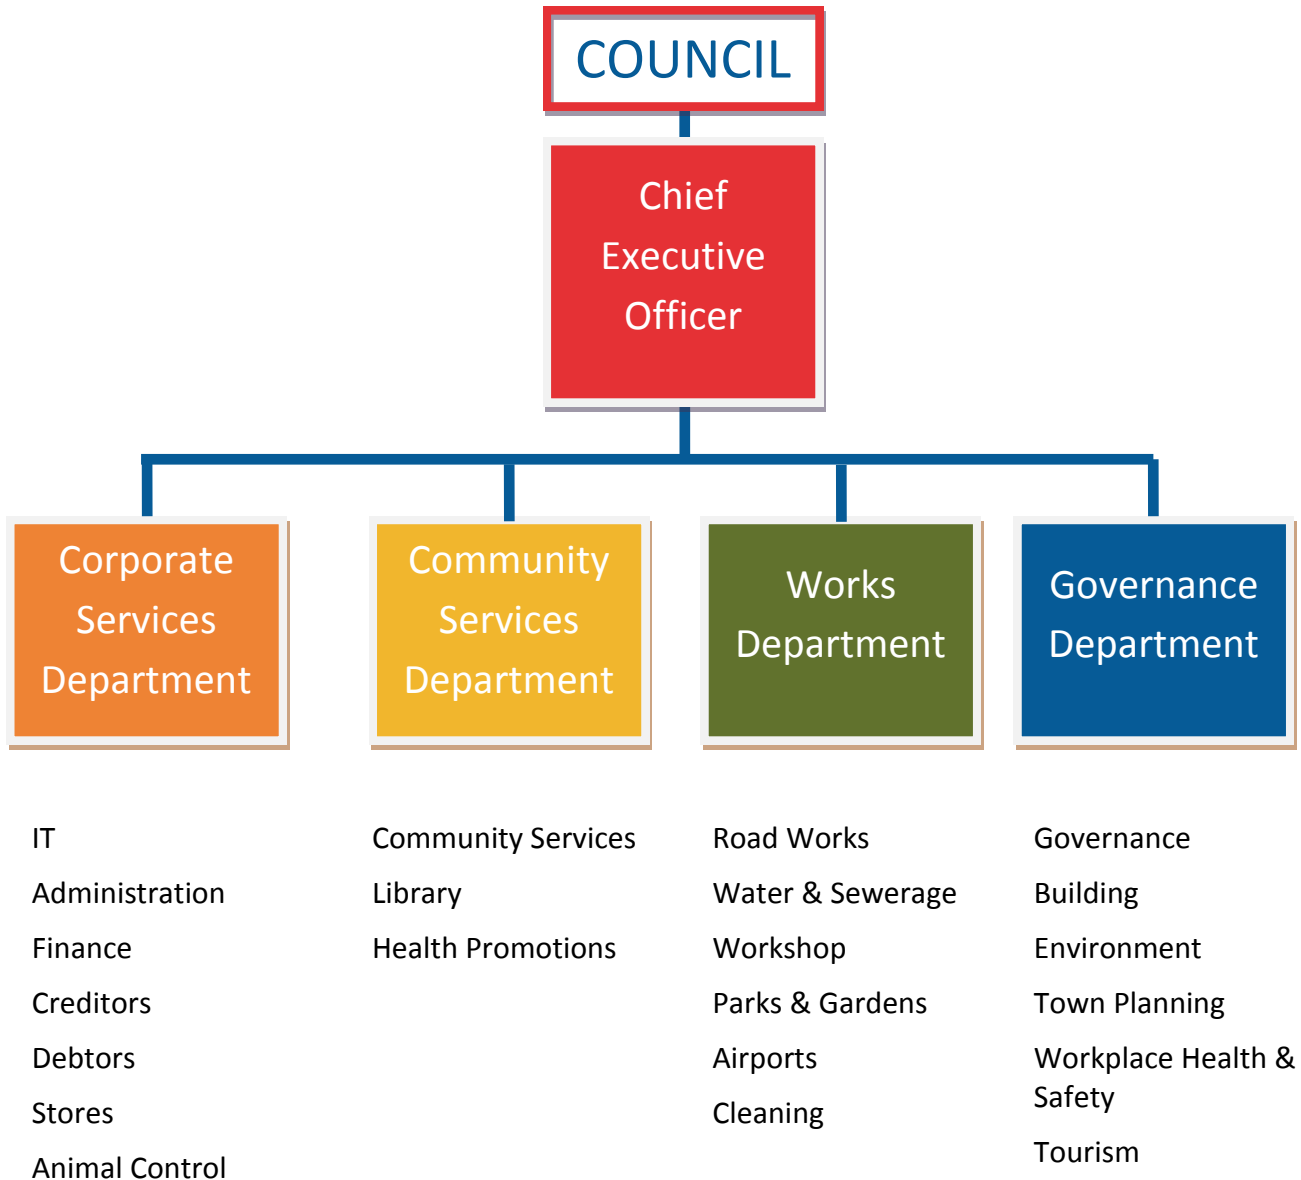 COUNCIL
Chief
Executive
Officer
Corporate
Services
Department
Community
Services
Department
Works
Department
Governance
Department
IT
Administration
Finance
Creditors
Debtors
Stores
Animal Control
Community Services
Library
Health Promotions
Road Works
Water & Sewerage
Workshop
Parks & Gardens
Airports
Cleaning
Governance
Building
Environment
Town Planning
Workplace Health &
Safety
Tourism